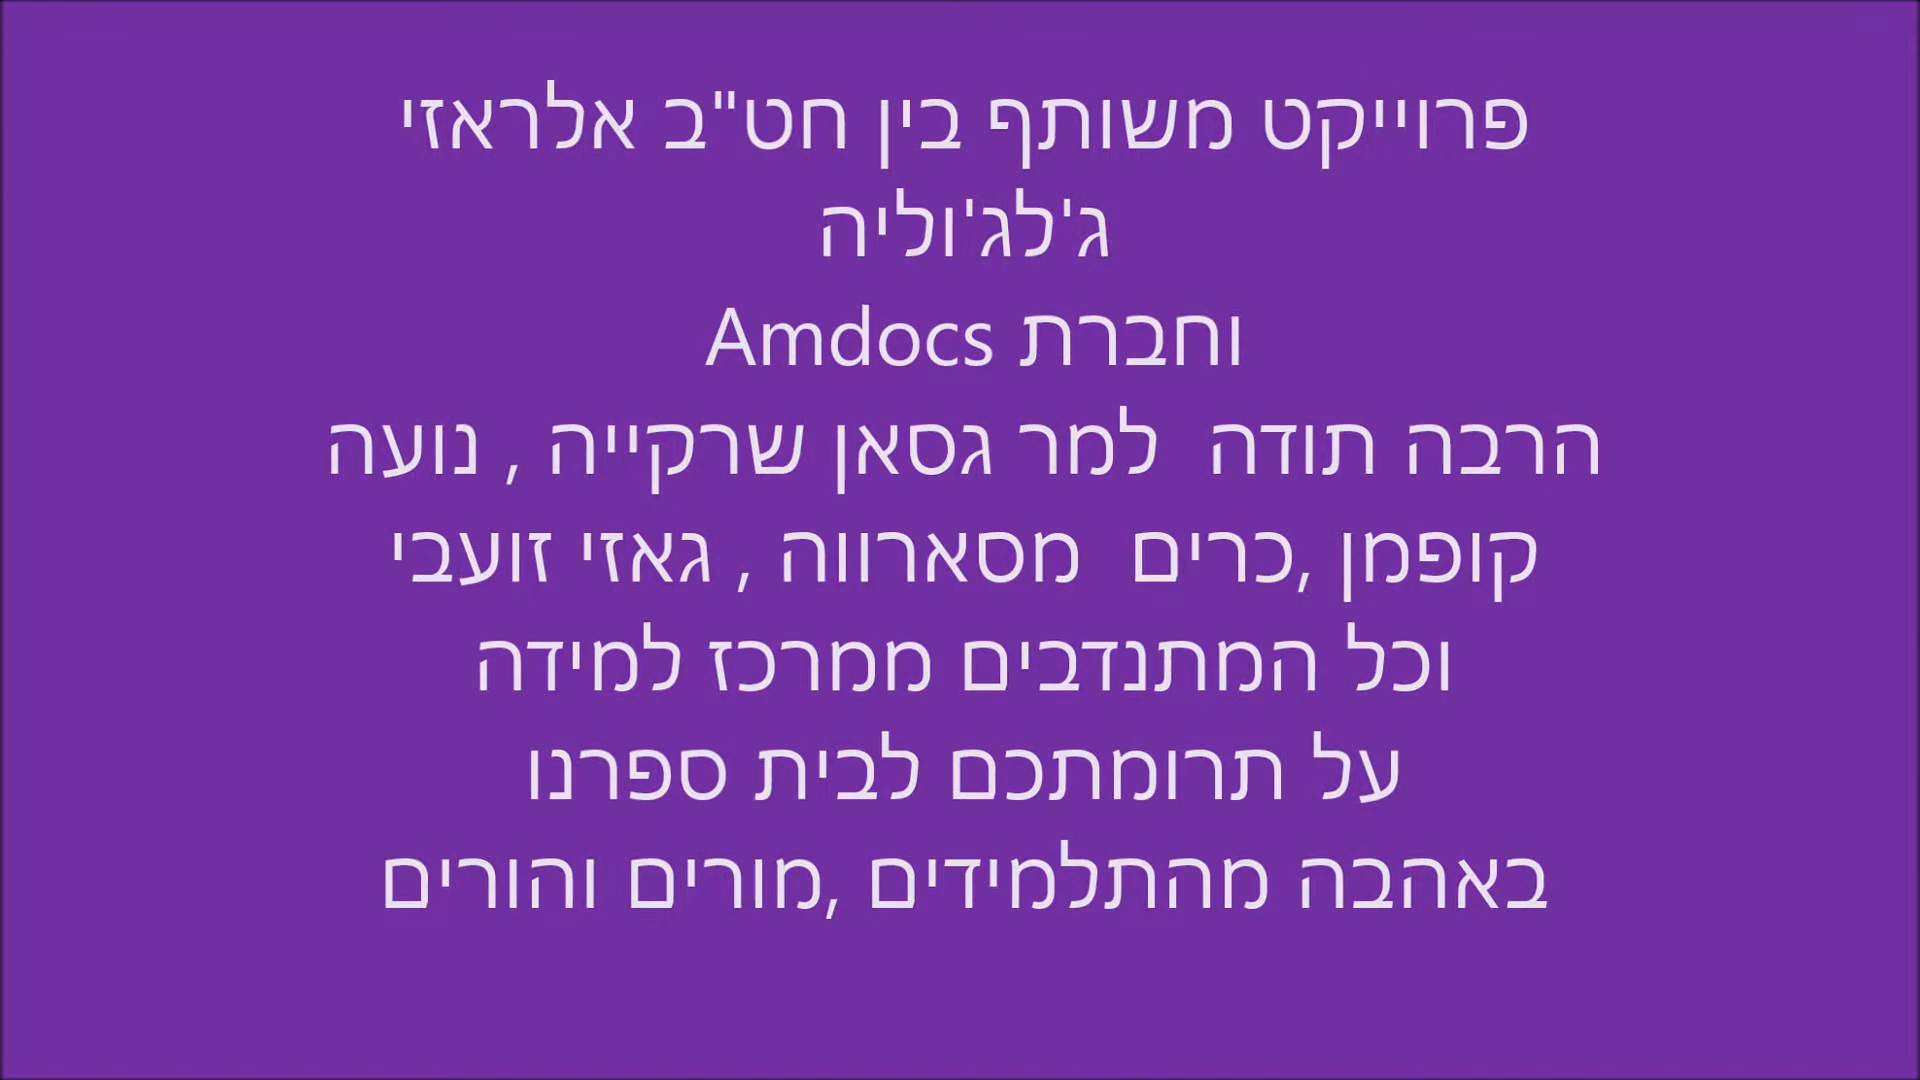 פרוייקט משותף בין חט"ב אלראזי
ג'לג'וליה
וחברת Amdocs
הרבה תודה  למר גסאן שרקייה , נועה
קופמן ,כרים  מסארווה , גאזי זועבי
וכל המתנדבים ממרכז למידה
על תרומתכם לבית ספרנו
באהבה מהתלמידים ,מורים והורים